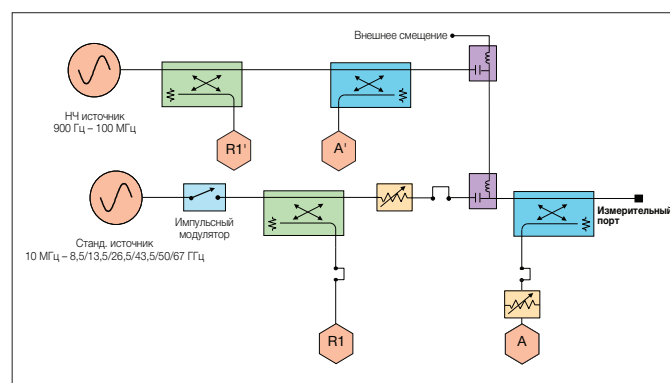 Внешнее смещение
НЧ источник
900 Гц – 100 МГц
R1'
A'
Импульсный
модулятор
Измерительный
порт
Станд. источник
10 МГц – 8,5/13,5/26,5/43,5/50/67 ГГц
R1
A